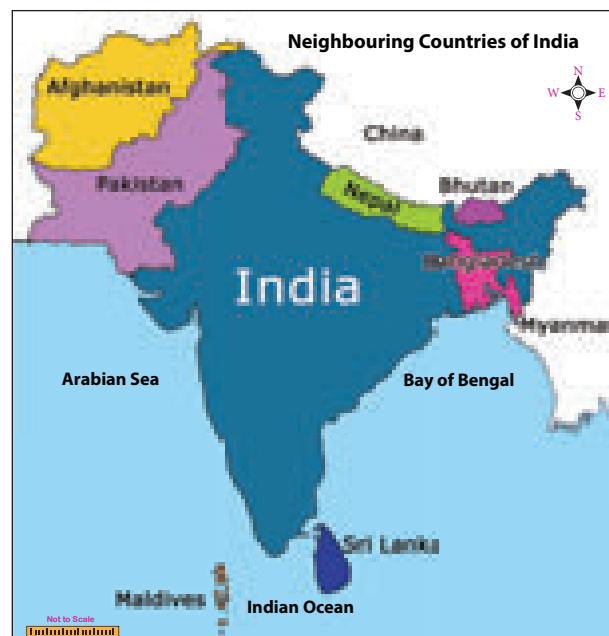 Neighbouring Countries of India
N
W E
S
Afghanistan
China
Pakistan
Nepal
Bhutan
Bangladesh
India
Myanmar
Arabian Sea
Bay of Bengal
Sri Lanka
Maldives
Indian Ocean
Not to Scale